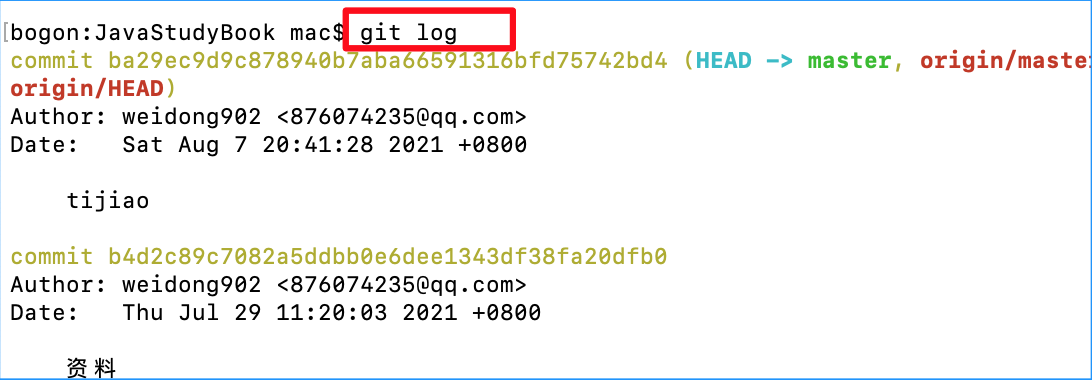 [bogon:JavaStudyBook mac$ git log
commit ba29ec9d9c878940b7aba66591316bfd75742bd4 (HEAD -> master, origin/maste
origin/HEAD)
Author: weidong902 <876074235@qq.com>
Date:   Sat Aug 7 20:41:28 2021 +0800
tijiao
commit b4d2c89c7082a5ddbb0e6dee1343df38fa20dfb0
Author: weidong902 <876074235@qq.com>
Date:   Thu Jul 29 11:20:03 2021 +0800
资料